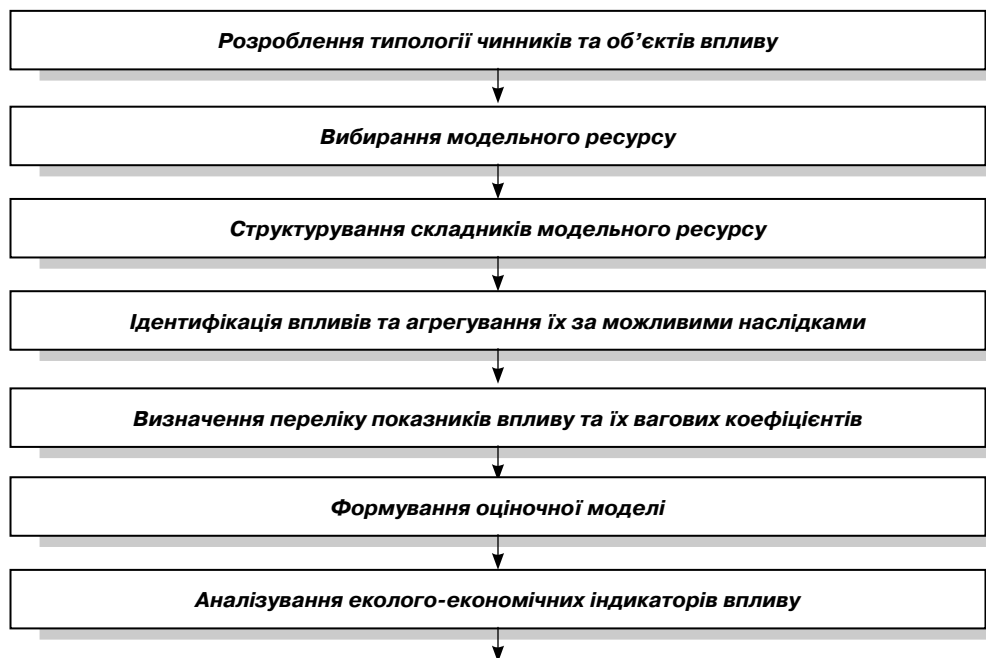 Розроблення типології чинників та об’єктів впливу
Вибирання модельного ресурсу
Структурування складників модельного ресурсу
Ідентифікація впливів та агрегування їх за можливими наслідками
Визначення переліку показників впливу та їх вагових коефіцієнтів
Формування оціночної моделі
Аналізування еколого-економічних індикаторів впливу